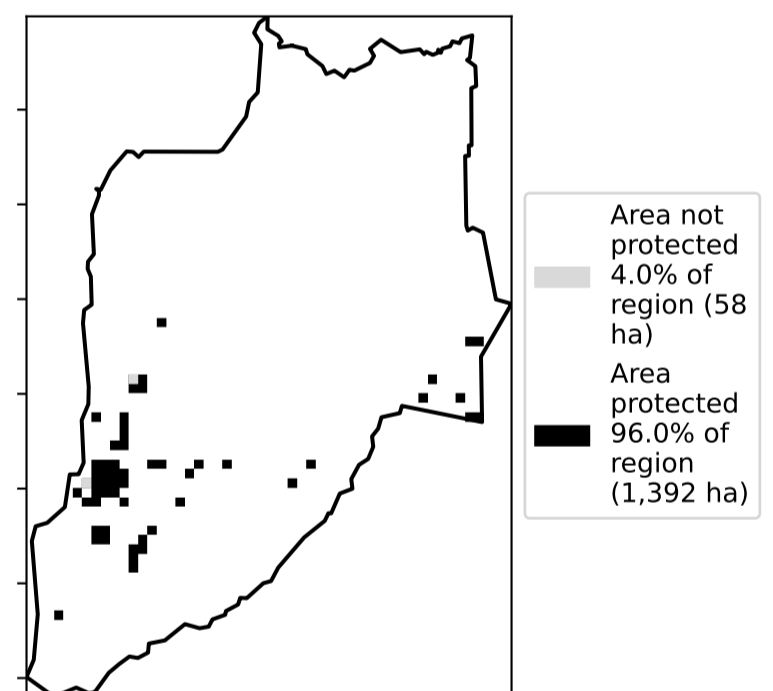 Area not
protected
4.0% of
region (58
ha)
Area
protected
96.0% of
region
(1,392 ha)